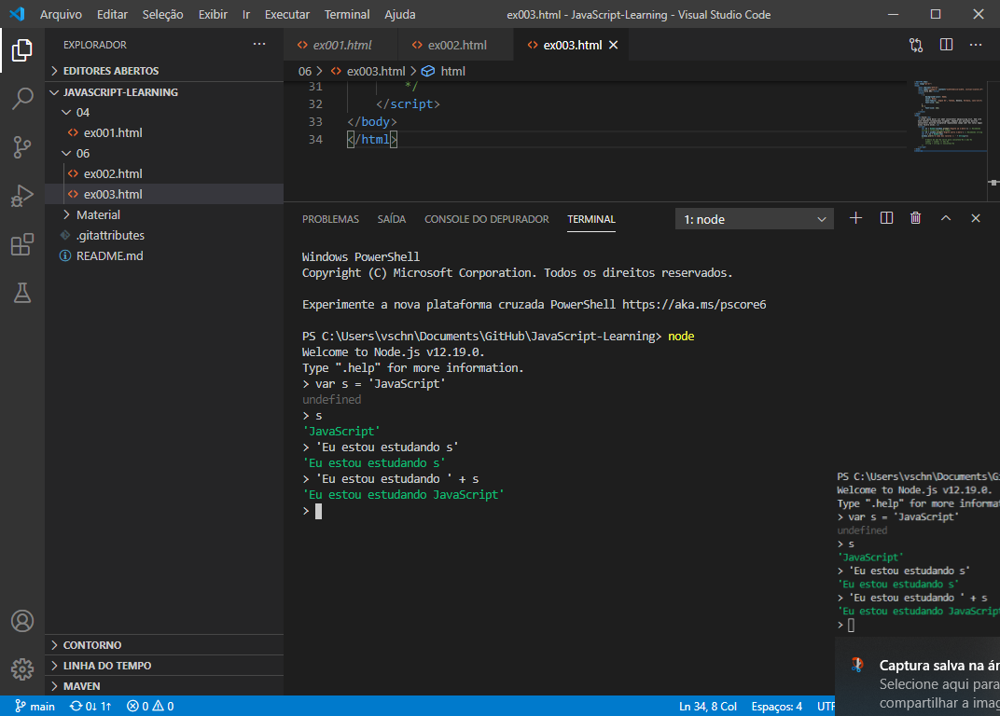 Arquivo Editar Seleção Exibir Ir Executar Terminal Ajuda ex003.html - JavaScript-Learning - Visual Studio Code
EXPLORADOR ···
EDITORES ABERTOS
JAVASCRIPT-LEARNING
04
ex001.html
06
ex002.html
ex003.html
Material
.gitattributes
README.md
CONTORNO
LINHA DO TEMPO
MAVEN
ex001.html ex002.html ex003.html
06 > ex003.html > html
31 */
32 </script>
33 </body>
34 </html>
PROBLEMAS SAÍDA CONSOLE DO DEPURADOR TERMINAL 1: node
Windows PowerShell
Copyright (C) Microsoft Corporation. Todos os direitos reservados.
Experimente a nova plataforma cruzada PowerShell https://aka.ms/pscore6
PS C:\Users\vschn\Documents\GitHub\JavaScript-Learning> node
Welcome to Node.js v12.19.0.
Type ".help" for more information.
> var s = 'JavaScript'
undefined
> s
'JavaScript'
> 'Eu estou estudando s'
'Eu estou estudando s'
> 'Eu estou estudando ' + s
'Eu estou estudando JavaScript'
>
PS C:\Users\vschn\Documents\Gi
Welcome to Node.js v12.19.0.
Type ".help" for more informat
> var s = 'JavaScript'
undefined
> s
'JavaScript'
> 'Eu estou estudando s'
'Eu estou estudando s'
> 'Eu estou estudando ' + s
'Eu estou estudando JavaScript
>
Captura salva na ár
Selecione aqui para
compartilhar a imag
main 0↓ 1↑ 0 0 Ln 34, 8 Col Espaços: 4 UTF